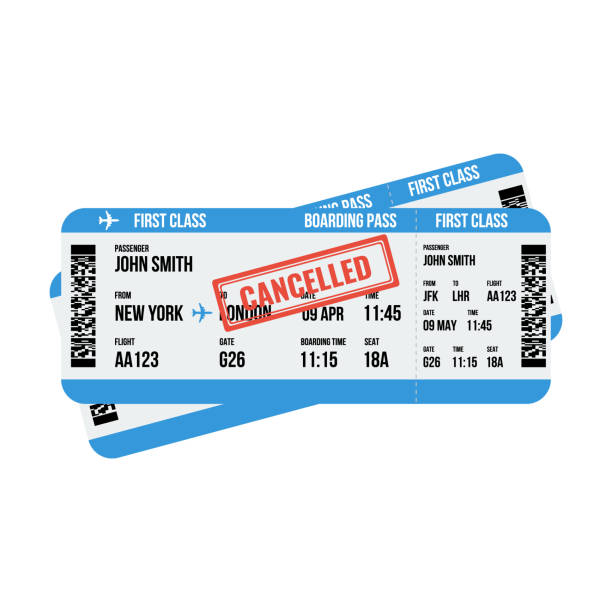 FIRST CLASS
NG PASS
FIRST CLASS BOARDING PASS FIRST CLASS
PASSENGER
JOHN SMITH
CANCELLED
FROM TO DATE TIME
NEW YORK LONDON 09 APR 11:45
FLIGHT GATE BOARDING TIME SEAT
AA123 G26 11:15 18A
PASSENGER
JOHN SMITH
FROM TO FLIGHT
JFK LHR AA123
DATE TIME
09 MAY 11:45
GATE BOARDING SEAT
G26 11:15 18A